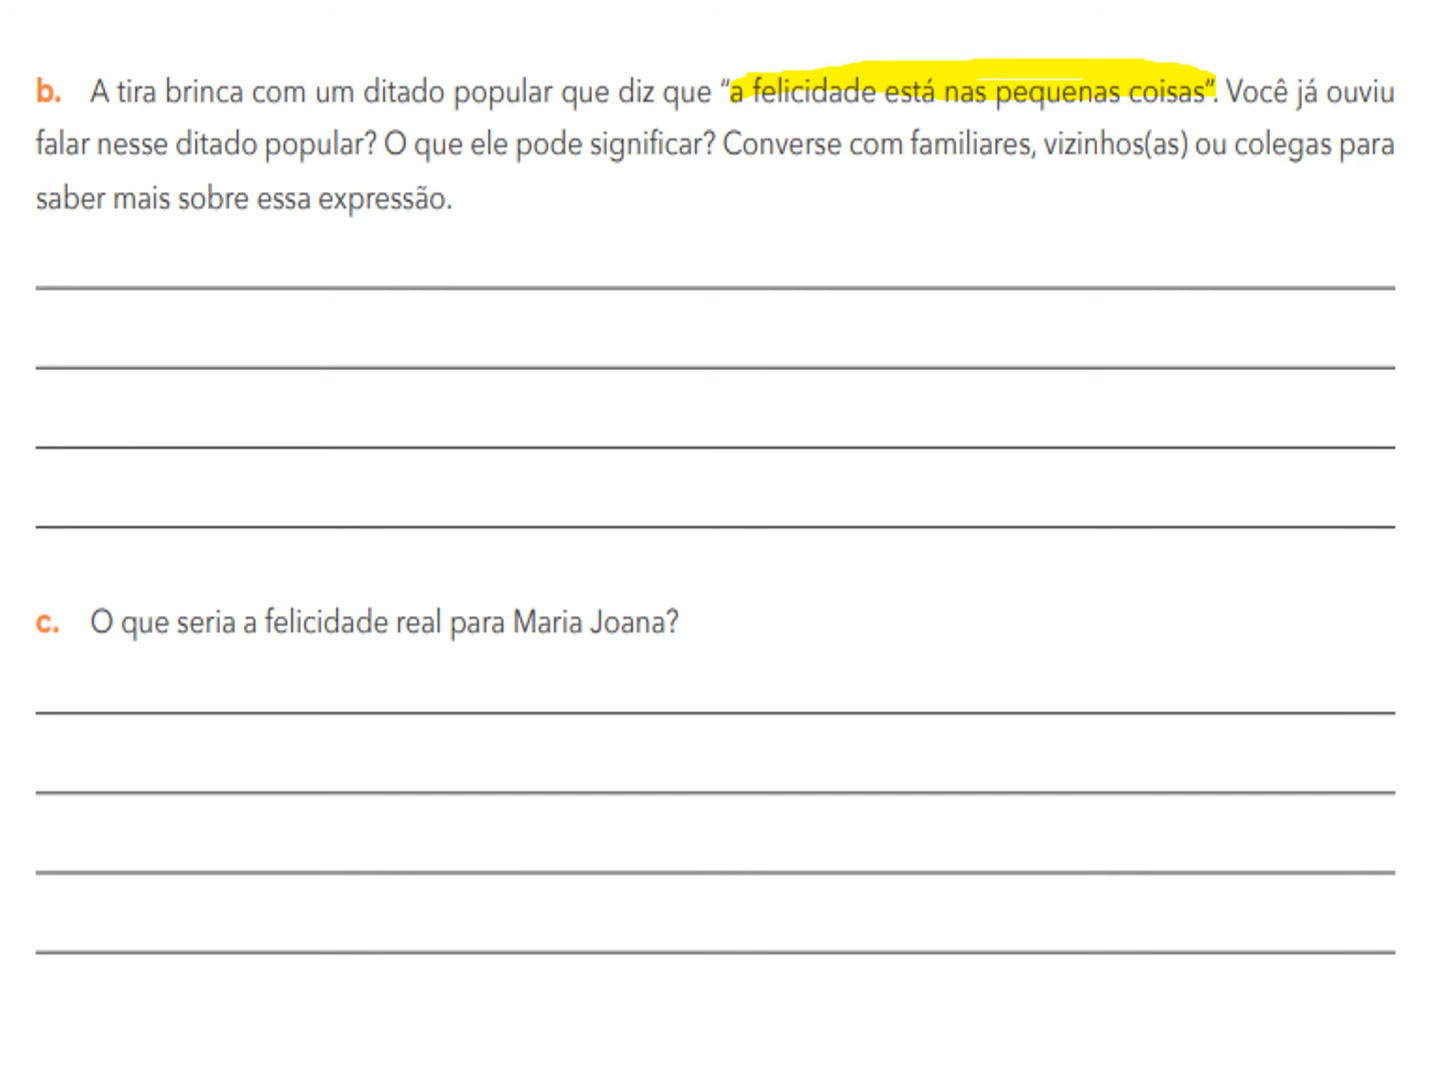 b. A tira brinca com um ditado popular que diz que “a felicidade está nas pequenas coisas“. Você já ouviu
falar nesse ditado popular? O que ele pode significar? Converse com familiares, vizinhos(as) ou colegas para
saber mais sobre essa expressão.
c. O que seria a felicidade real para Maria Joana?